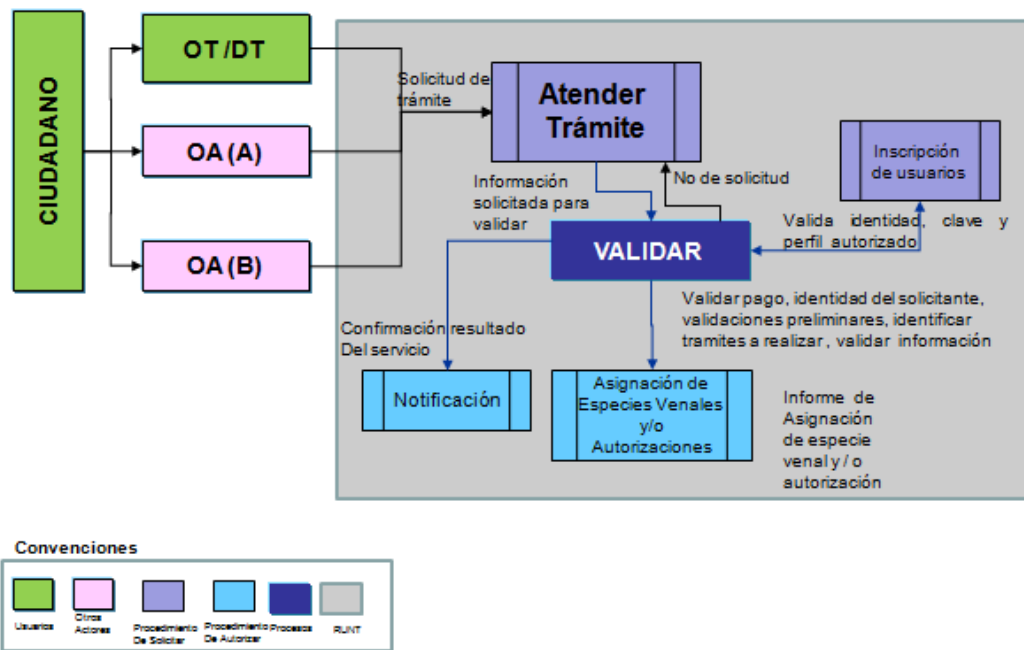 CIUDADANO
OT/DT
OA (A)
OA (B)
Solicitud de
trámite
Atender
Trámite
Inscripción
de usuarios
Información
solicitada para
validar
No de solicitud
Valida identidad, clave y
perfil autorizado
VALIDAR
Validar pago, identidad del solicitante,
validaciones preliminares, identificar
tramites a realizar , validar información
Confirmación resultado
Del servicio
Notificación
Asignación de
Especies Venales
y/o
Autorizaciones
Informe de
Asignación
de especie
venal y / o
autorización
Convenciones
Usuarios
Otros
Actores
Procedimiento
De Solicitar
Procedimiento
De Autorizar
Procesos
RUNT